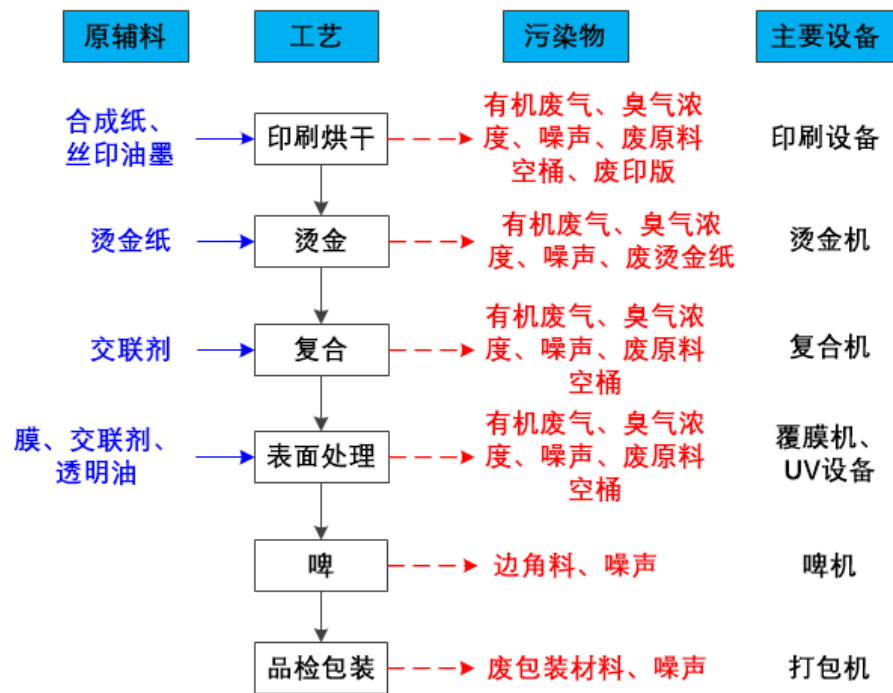 原辅料 工艺 污染物 主要设备
合成纸、
丝印油墨
印刷烘干
有机废气、臭气浓
度、噪声、废原料
空桶、废印版
印刷设备
烫金纸
烫金
有机废气、臭气浓
度、噪声、废烫金纸
烫金机
交联剂
复合
有机废气、臭气浓
度、噪声、废原料
空桶
复合机
膜、交联剂、
透明油
表面处理
有机废气、臭气浓
度、噪声、废原料
空桶
覆膜机、
UV设备
啤
边角料、噪声
啤机
品检包装
废包装材料、噪声
打包机